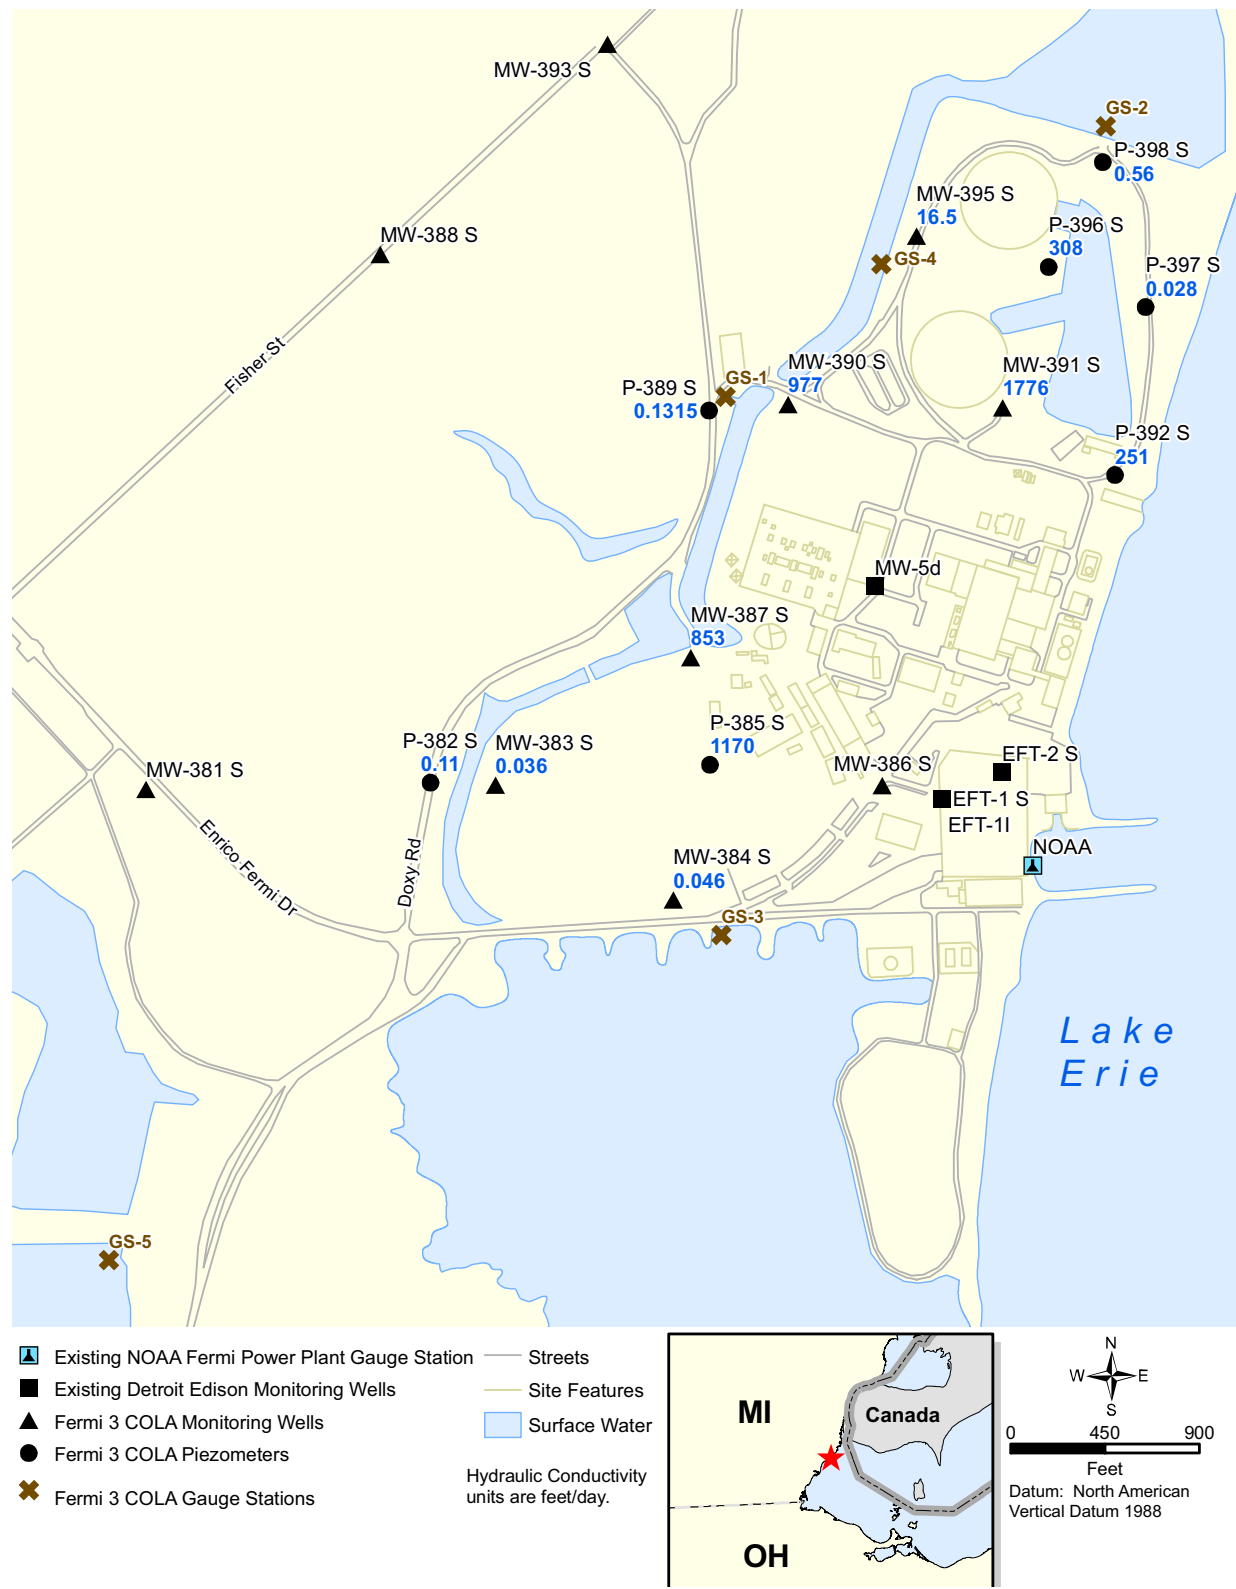 MW-393 S
GS-2
P-398 S
0.56
MW-395 S
16.5
P-396 S
308
MW-388 S
GS-4
P-397 S
0.028
Fisher St
MW-390 S
977
MW-391 S
1776
GS-1
P-389 S
0.1315
P-392 S
251
MW-5d
MW-387 S
853
P-385 S
1170
P-382 S
0.11
MW-383 S
0.036
MW-381 S
MW-386 S
EFT-2 S
EFT-1 S
EFT-1I
NOAA
Enrico Fermi Dr
Doxy Rd
MW-384 S
0.046
GS-3
Lake
Erie
GS-5
Existing NOAA Fermi Power Plant Gauge Station
Existing Detroit Edison Monitoring Wells
Fermi 3 COLA Monitoring Wells
Fermi 3 COLA Piezometers
Fermi 3 COLA Gauge Stations
Streets
Site Features
Surface Water
Hydraulic Conductivity
units are feet/day.
MI
Canada
OH
N
W E
S
0 450 900
Feet
Datum: North American
Vertical Datum 1988